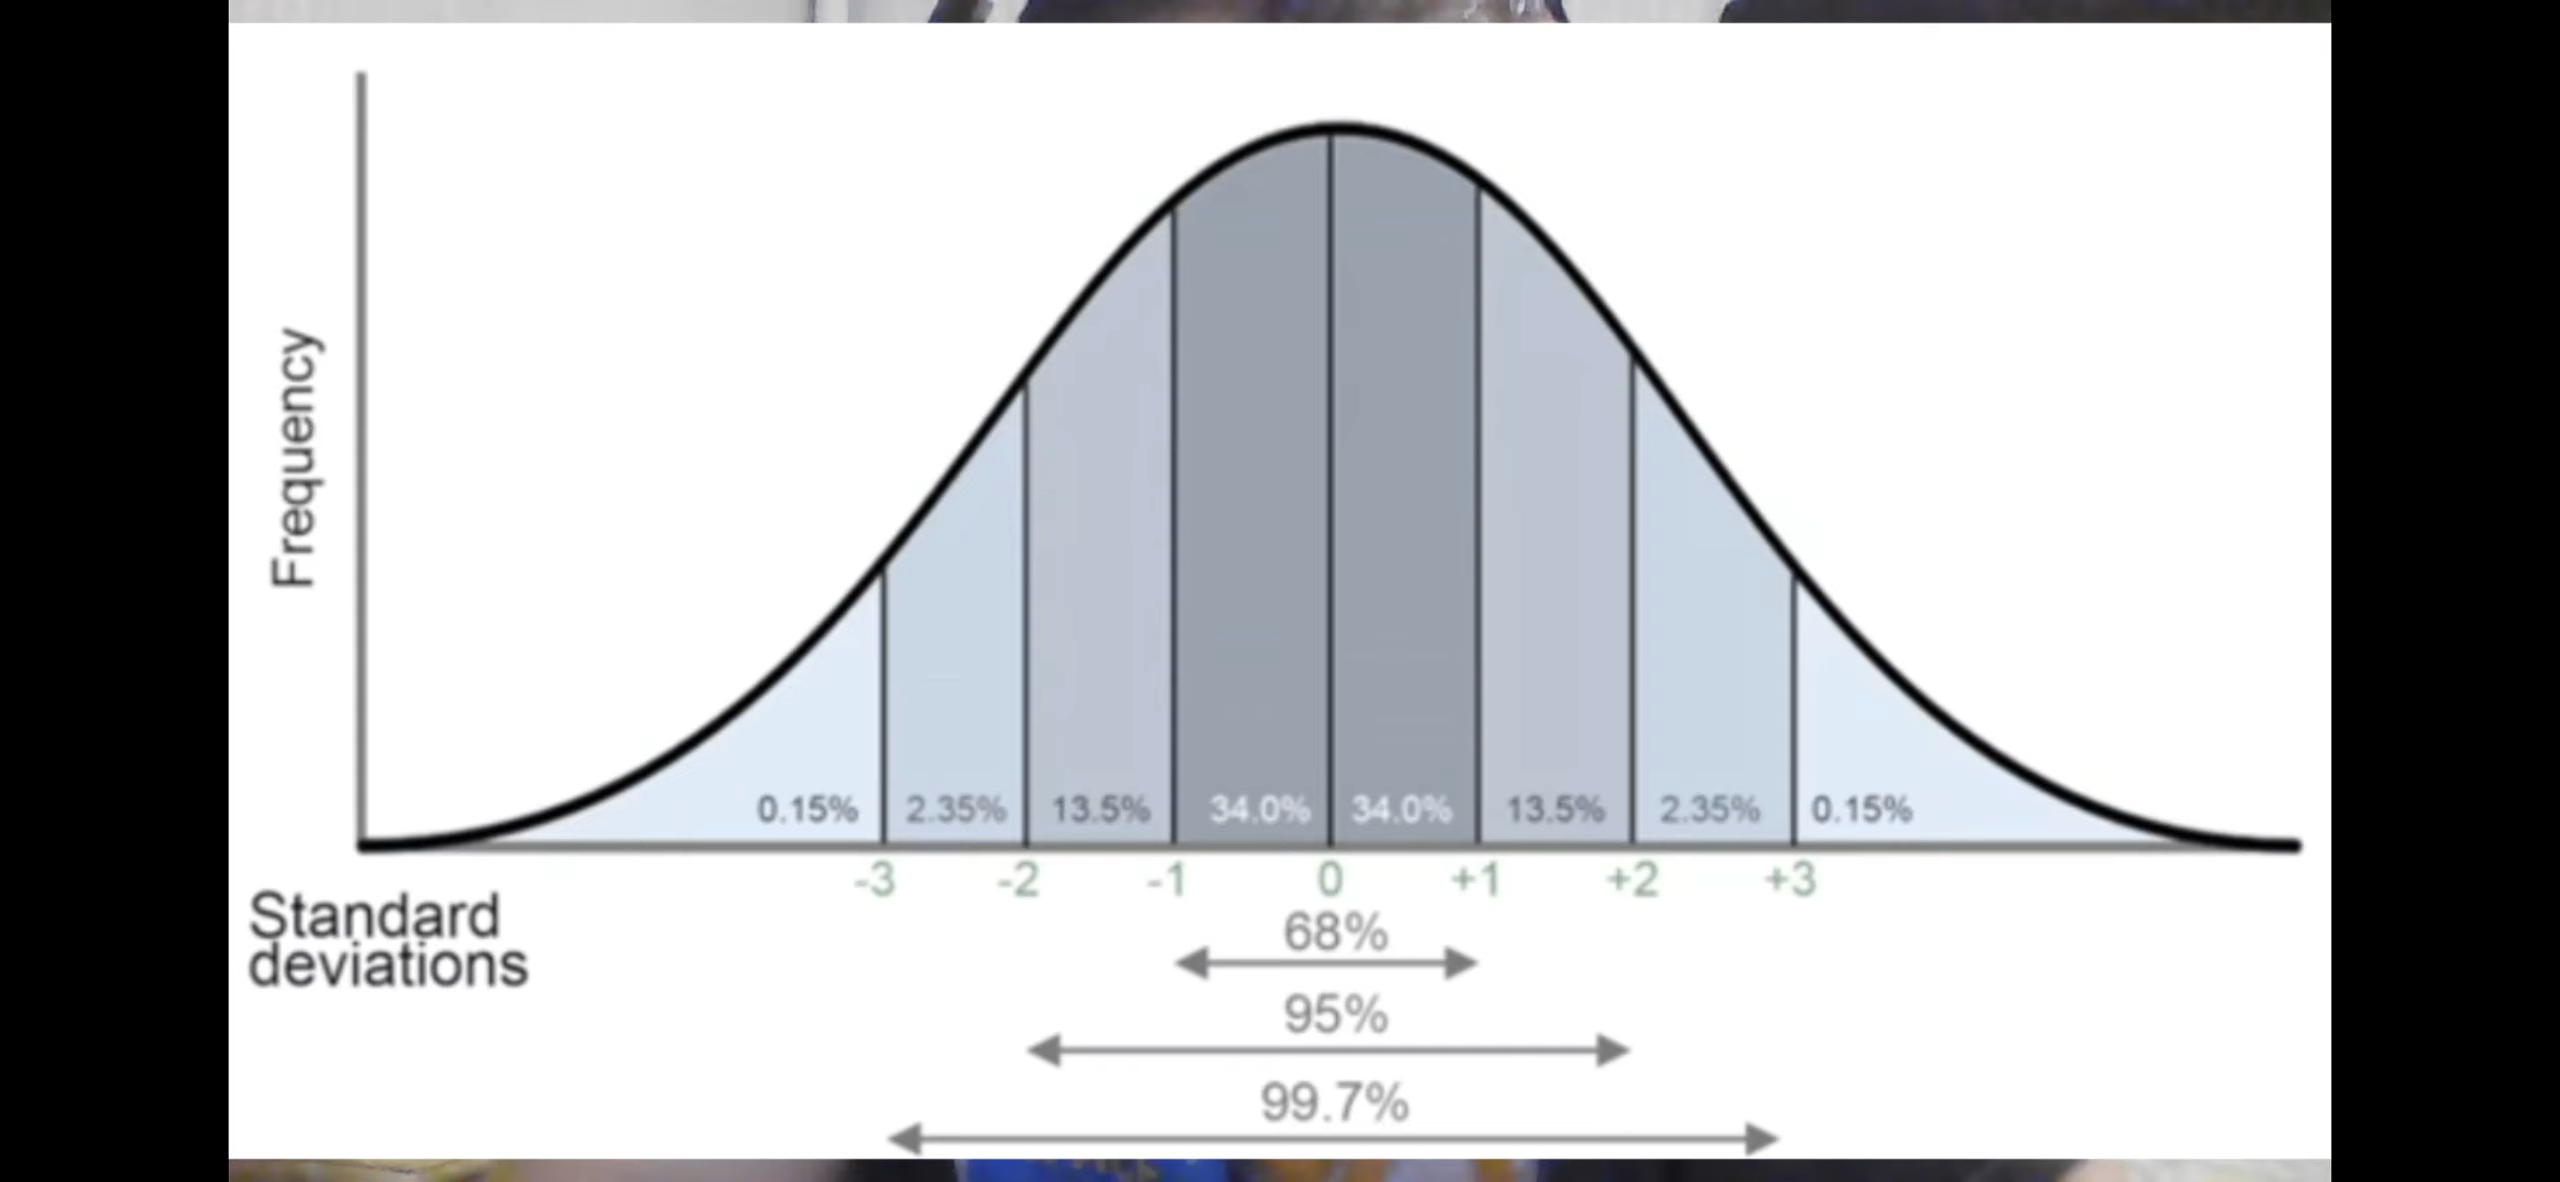 Frequency
0.15% 2.35% 13.5% 34.0% 34.0% 13.5% 2.35% 0.15%
-3 -2 -1 0 +1 +2 +3
Standard
deviations
68%
95%
99.7%